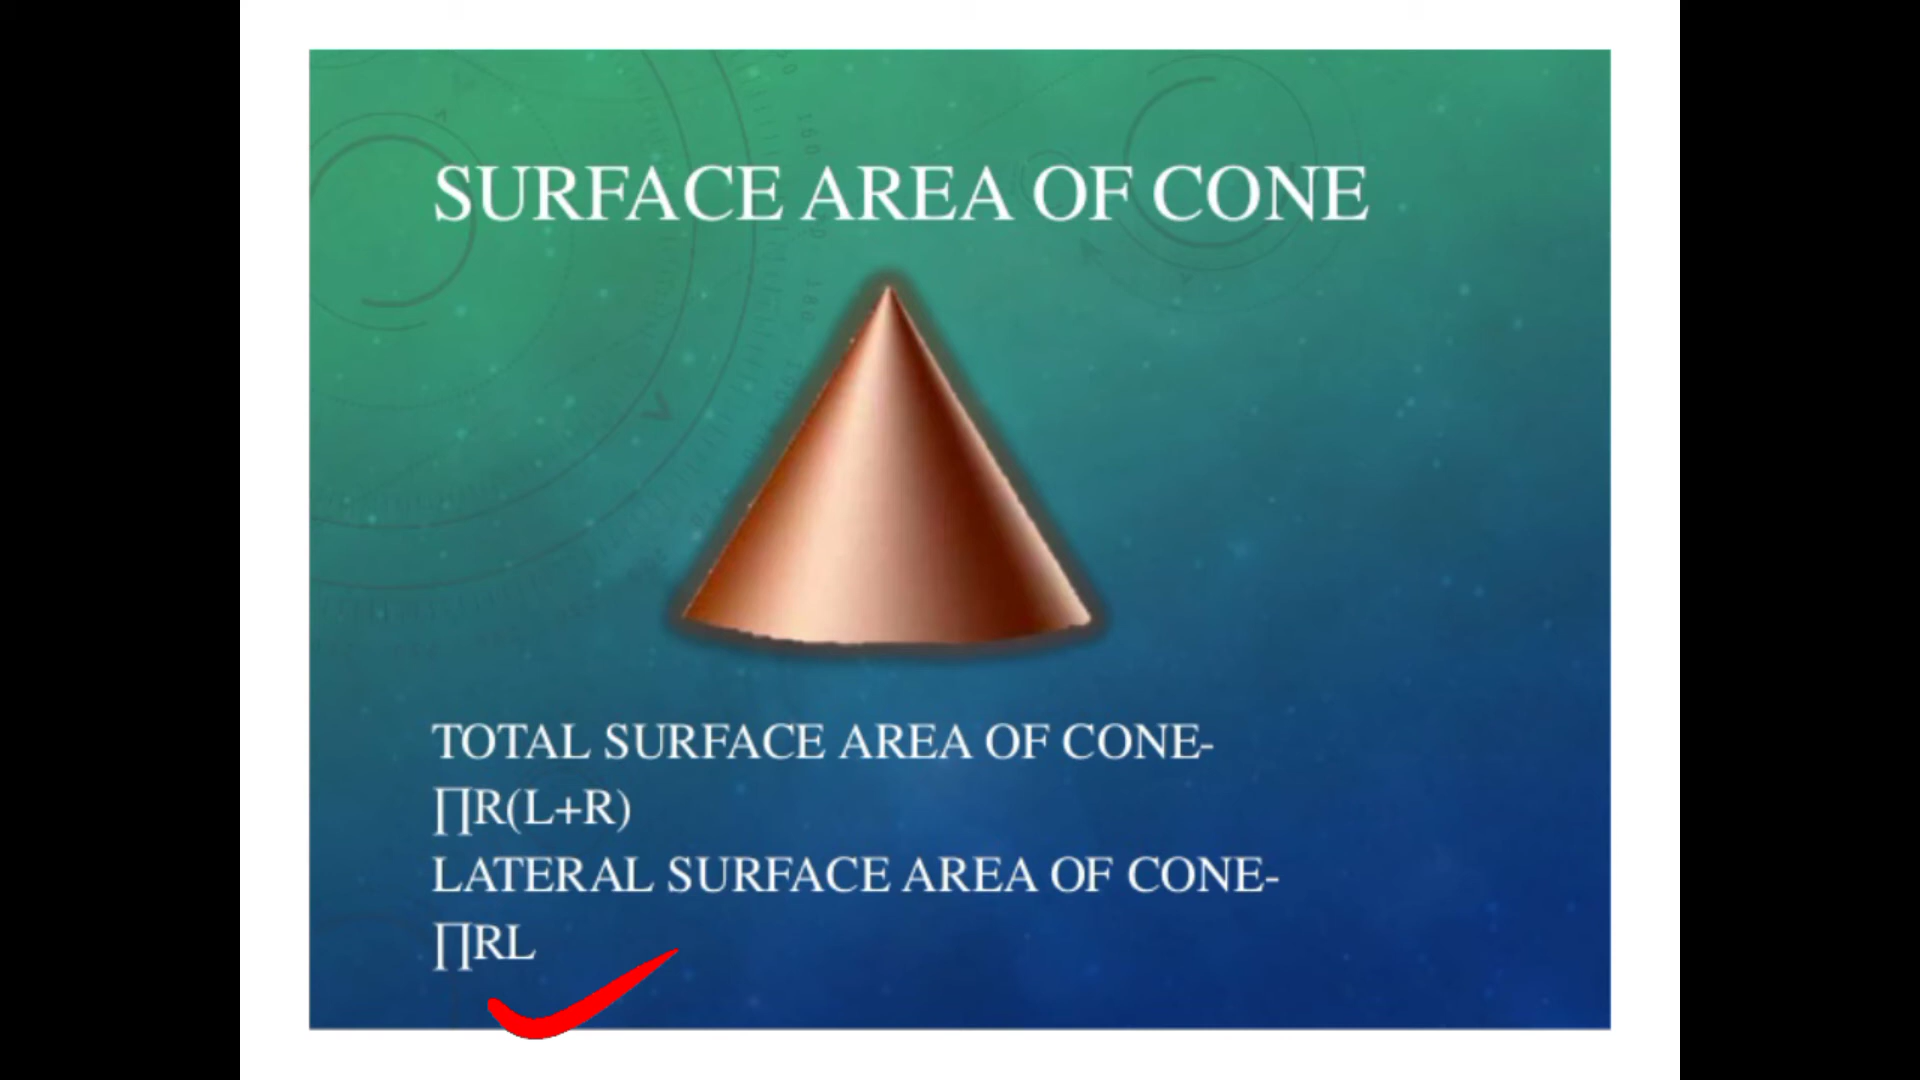 SURFACE AREA OF CONE
TOTAL SURFACE AREA OF CONE-
∏R(L+R)
LATERAL SURFACE AREA OF CONE-
∏RL